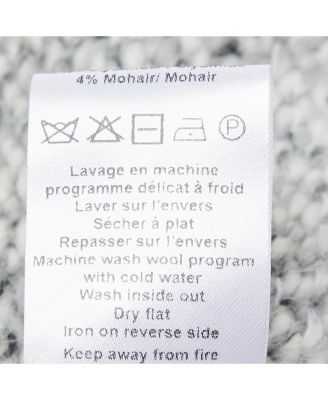 4% Mohair/ Mohair
P
Lavage en machine
programme délicat à froid
Laver sur l'envers
Sécher à plat
Repasser sur l'envers
Machine wash wool program
with cold water
Wash inside out
Dry flat
Iron on reverse side
Keep away from fire